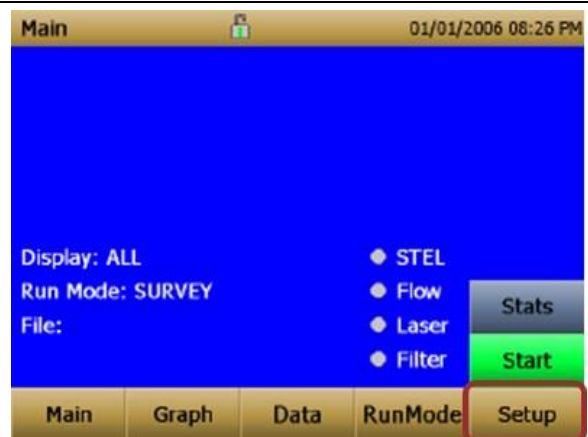 Main 01/01/2006 08:26 PM
Display: ALL
Run Mode: SURVEY
File:
STEL
Flow
Laser
Filter
Stats
Start
Main Graph Data RunMode Setup